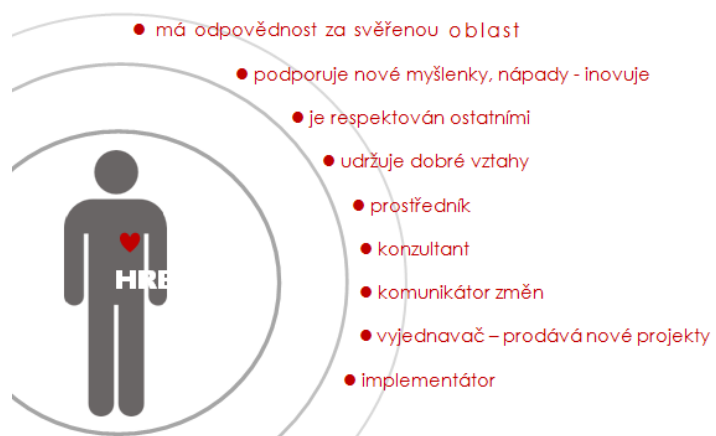 má odpovědnost za svěřenou oblast
podporuje nové myšlenky, nápady - inovuje
je respektován ostatními
udržuje dobré vztahy
prostředník
HRE
konzultant
komunikátor změn
vyjednavač – prodává nové projekty
implementátor